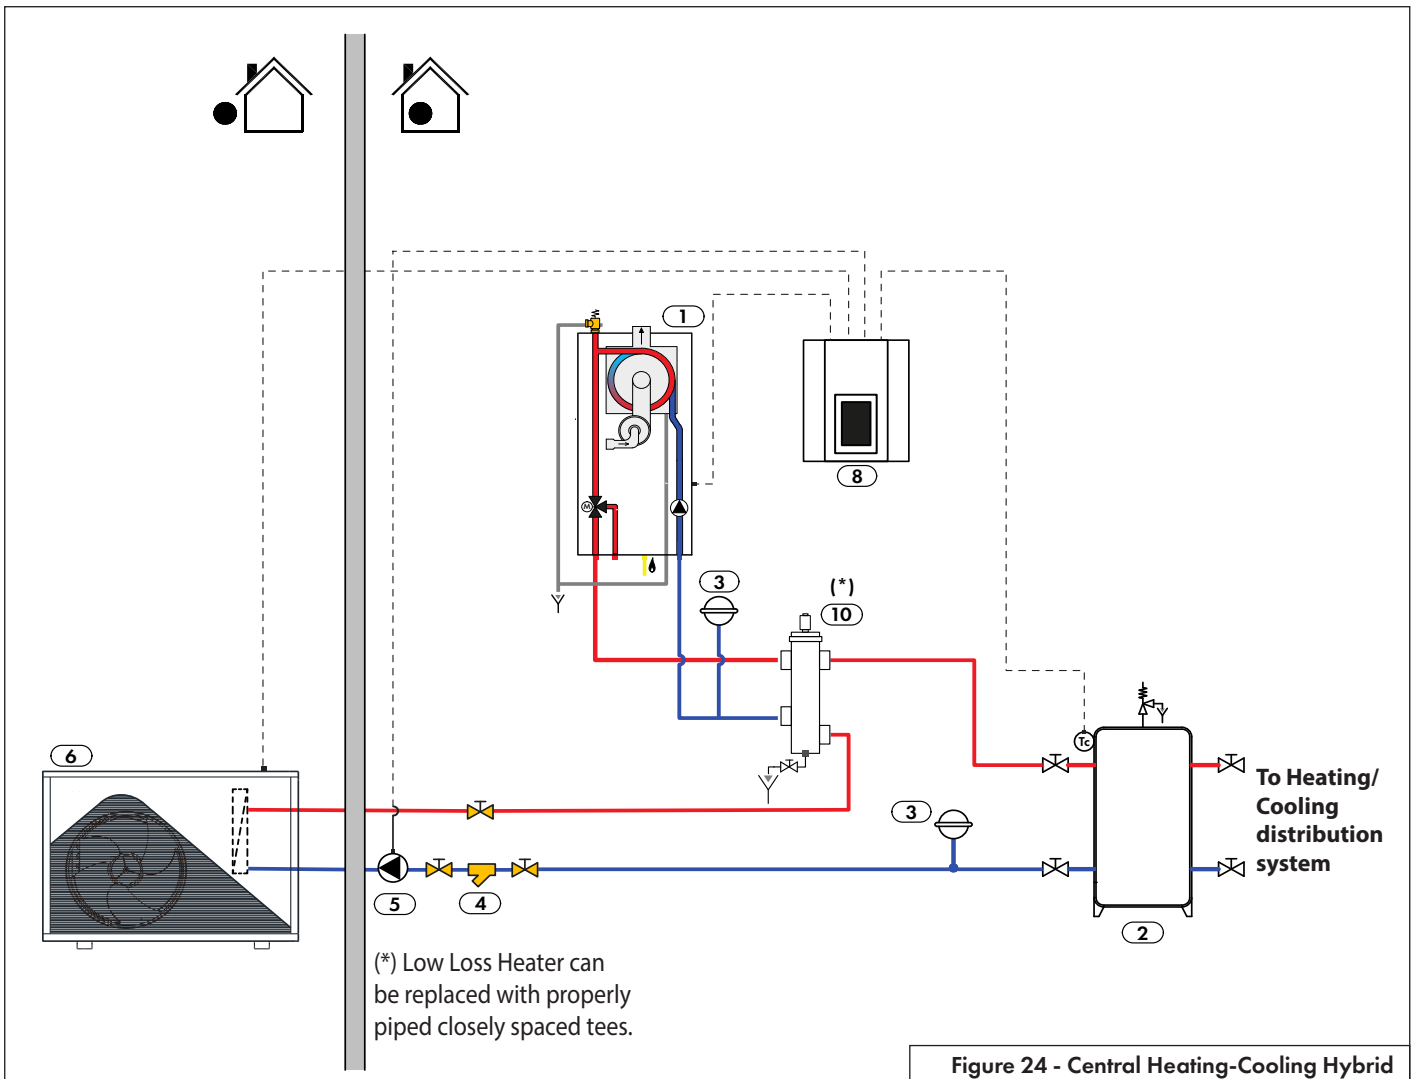 1
8
M
3
(*)
10
6
Tc
To Heating/
Cooling
distribution
system
3
5
4
2
(*) Low Loss Heater can
be replaced with properly
piped closely spaced tees.
Figure 24 - Central Heating-Cooling Hybrid